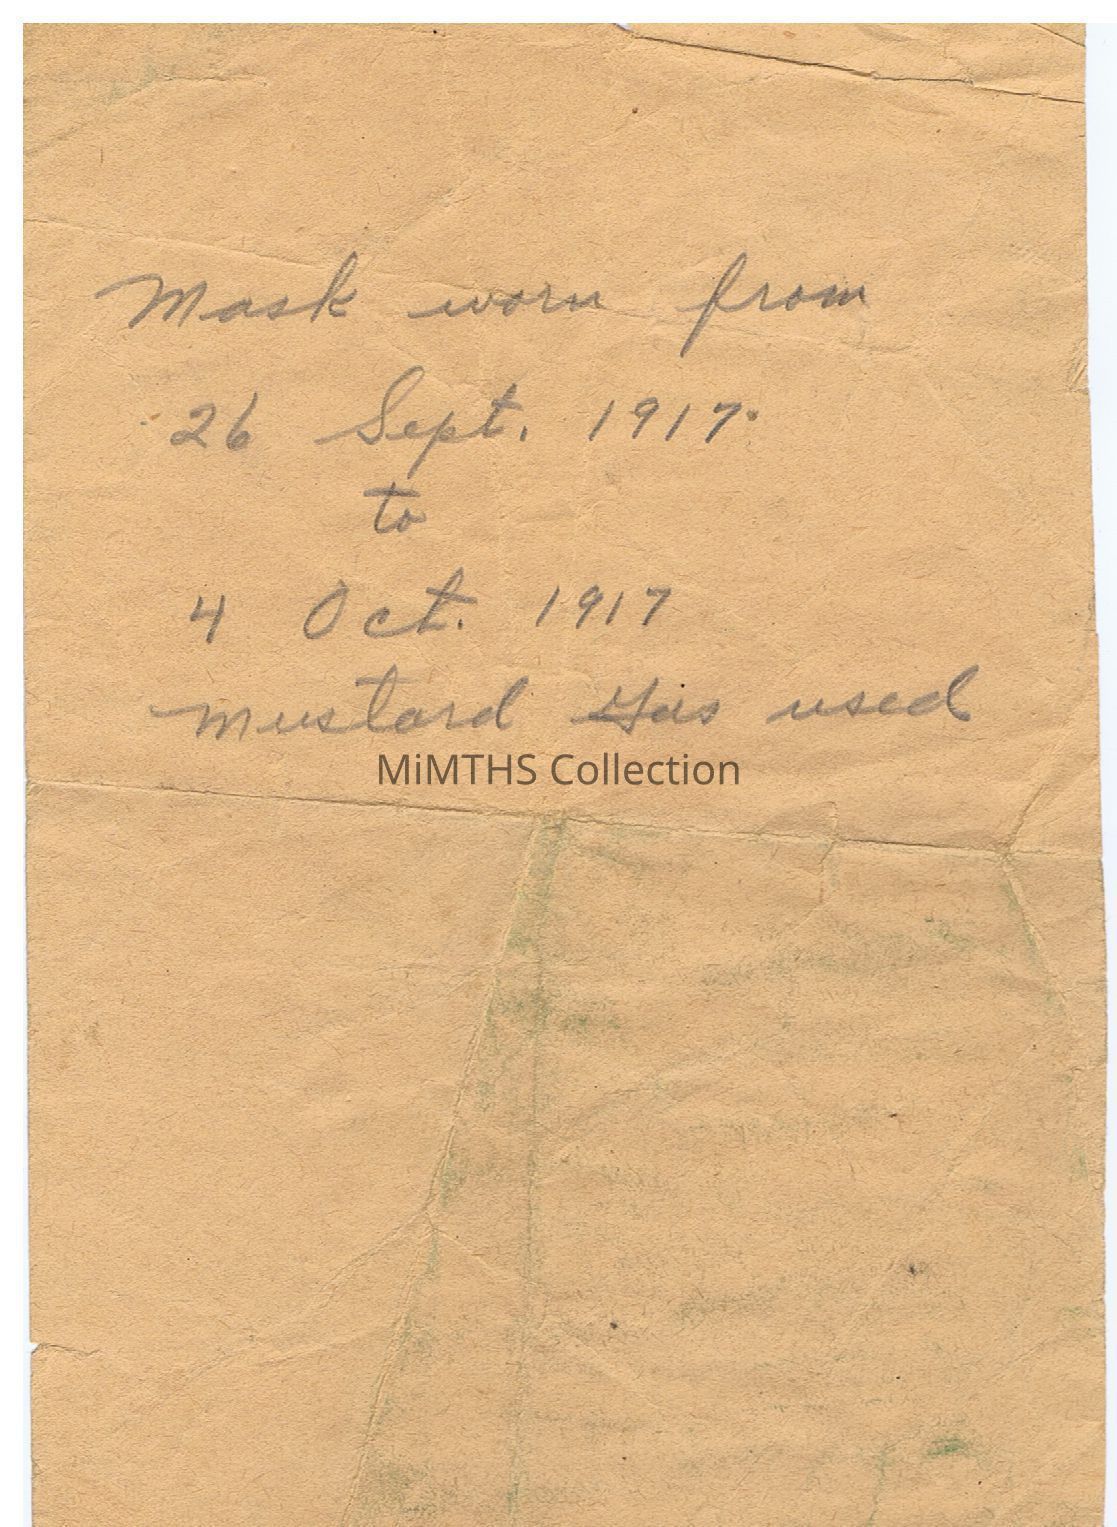 Mask worn from
26 Sept. 1917.
to
4 Oct. 1917
Mustard Gas used
MiMTHS Collection